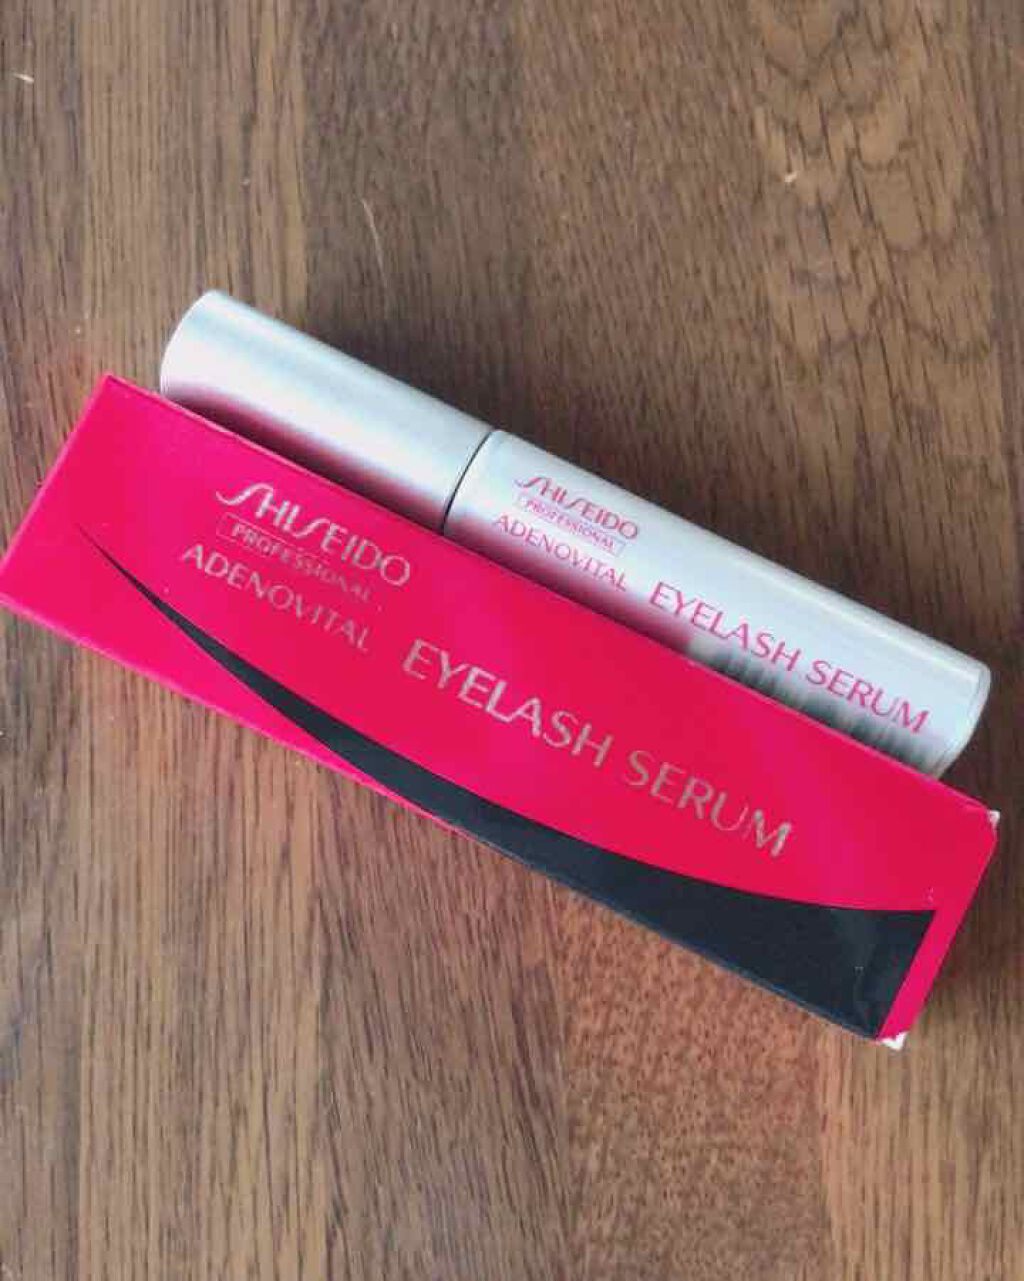 SHISEIDO
PROFESSIONAL
ADENOVITAL EYELASH SERUM
SHISEIDO
PROFESSIONAL
ADENOVITAL EYELASH SERUM